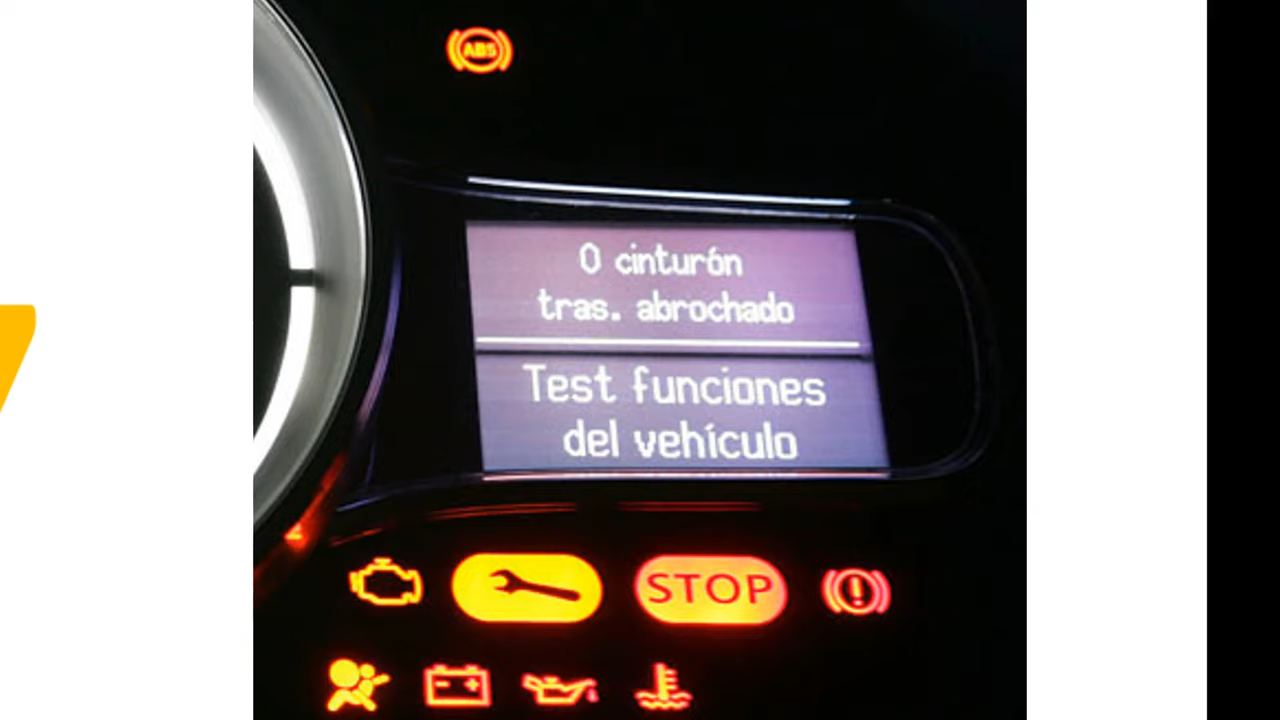 ABS
0 cinturón
tras. abrochado
Test funciones
del vehículo
STOP